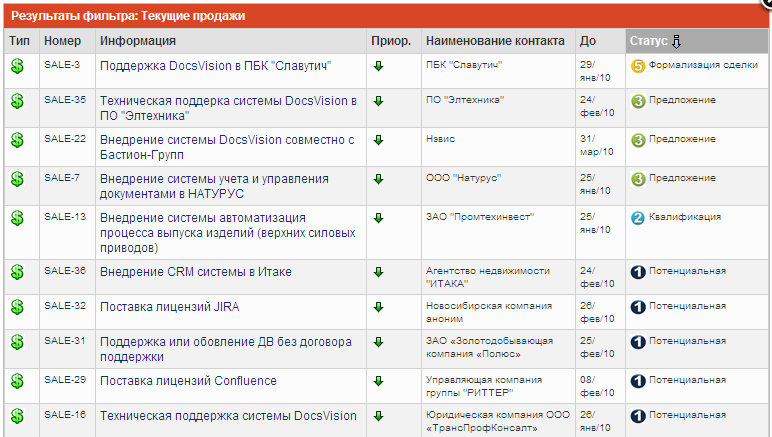 Результаты фильтра: Текущие продажи
Тип Номер Информация Приор. Наименование контакта До Статус
SALE-3 Поддержка DocsVision в ПБК "Славутич" ПБК "Славутич" 29/ 5 Формализация сделки
янв/10
SALE-35 Техническая поддерка системы DocsVision в ПО "Элтехника" 24/ 3 Предложение
ПО "Элтехника" фев/10
SALE-22 Внедрение системы DocsVision совместно с Нэвис 31/ 3 Предложение
Бастион-Групп мар/10
SALE-7 Внедрение системы учета и управления ООО "Натурус" 25/ 3 Предложение
документами в НАТУРУС янв/10
SALE-13 Внедрение системы автоматизация ЗАО "Промтехинвест" 25/ 2 Квалификация
процесса выпуска изделий (верхних силовых янв/10
приводов)
SALE-36 Внедрение CRM системы в Итаке Агентство недвижимости 24/ 1 Потенциальная
"ИТАКА" фев/10
SALE-32 Поставка лицензий JIRA Новосибирская компания 26/ 1 Потенциальная
аноним фев/10
SALE-31 Поддержка или обовление ДВ без договора ЗАО «Золотодобывающая 25/ 1 Потенциальная
поддержки компания «Полюс» фев/10
SALE-29 Поставка лицензий Confluence Управляющая компания 08/ 1 Потенциальная
группы "РИТТЕР" фев/10
SALE-16 Техническая поддержка системы DocsVision Юридическая компания ООО 26/ 1 Потенциальная
«ТрансПрофКонсалт» янв/10